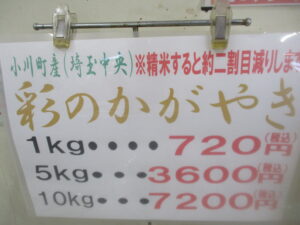 小川町産(埼玉中央)※精米すると約二割目減りしま
彩のかがやき
1kg・・・・720円(税込)
5kg・・・3600円(税込)
10kg・・・7200円(税込)